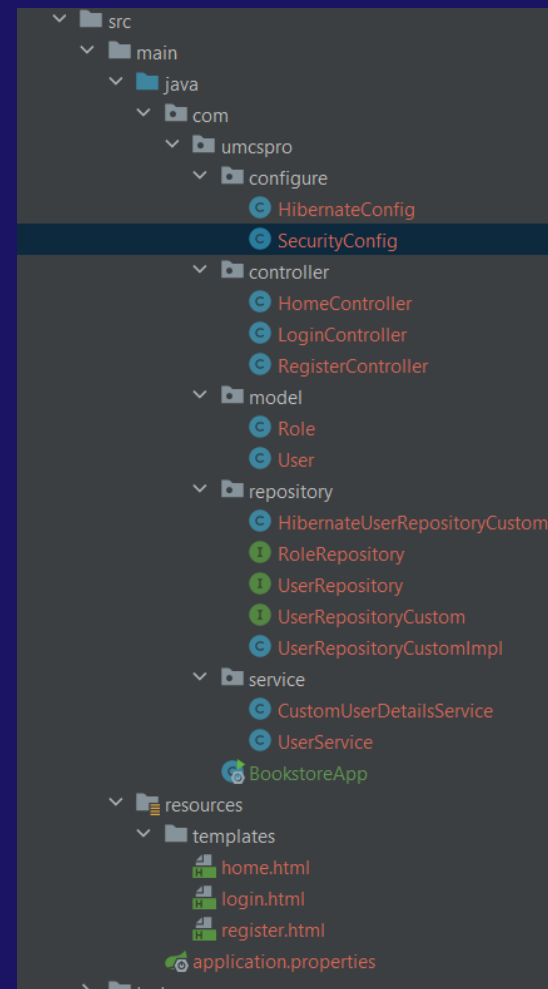 src
main
java
com
umcspro
configure
HibernateConfig
SecurityConfig
controller
HomeController
LoginController
RegisterController
model
Role
User
repository
HibernateUserRepositoryCustom
RoleRepository
UserRepository
UserRepositoryCustom
UserRepositoryCustomImpl
service
CustomUserDetailsService
UserService
BookstoreApp
resources
templates
home.html
login.html
register.html
application.properties